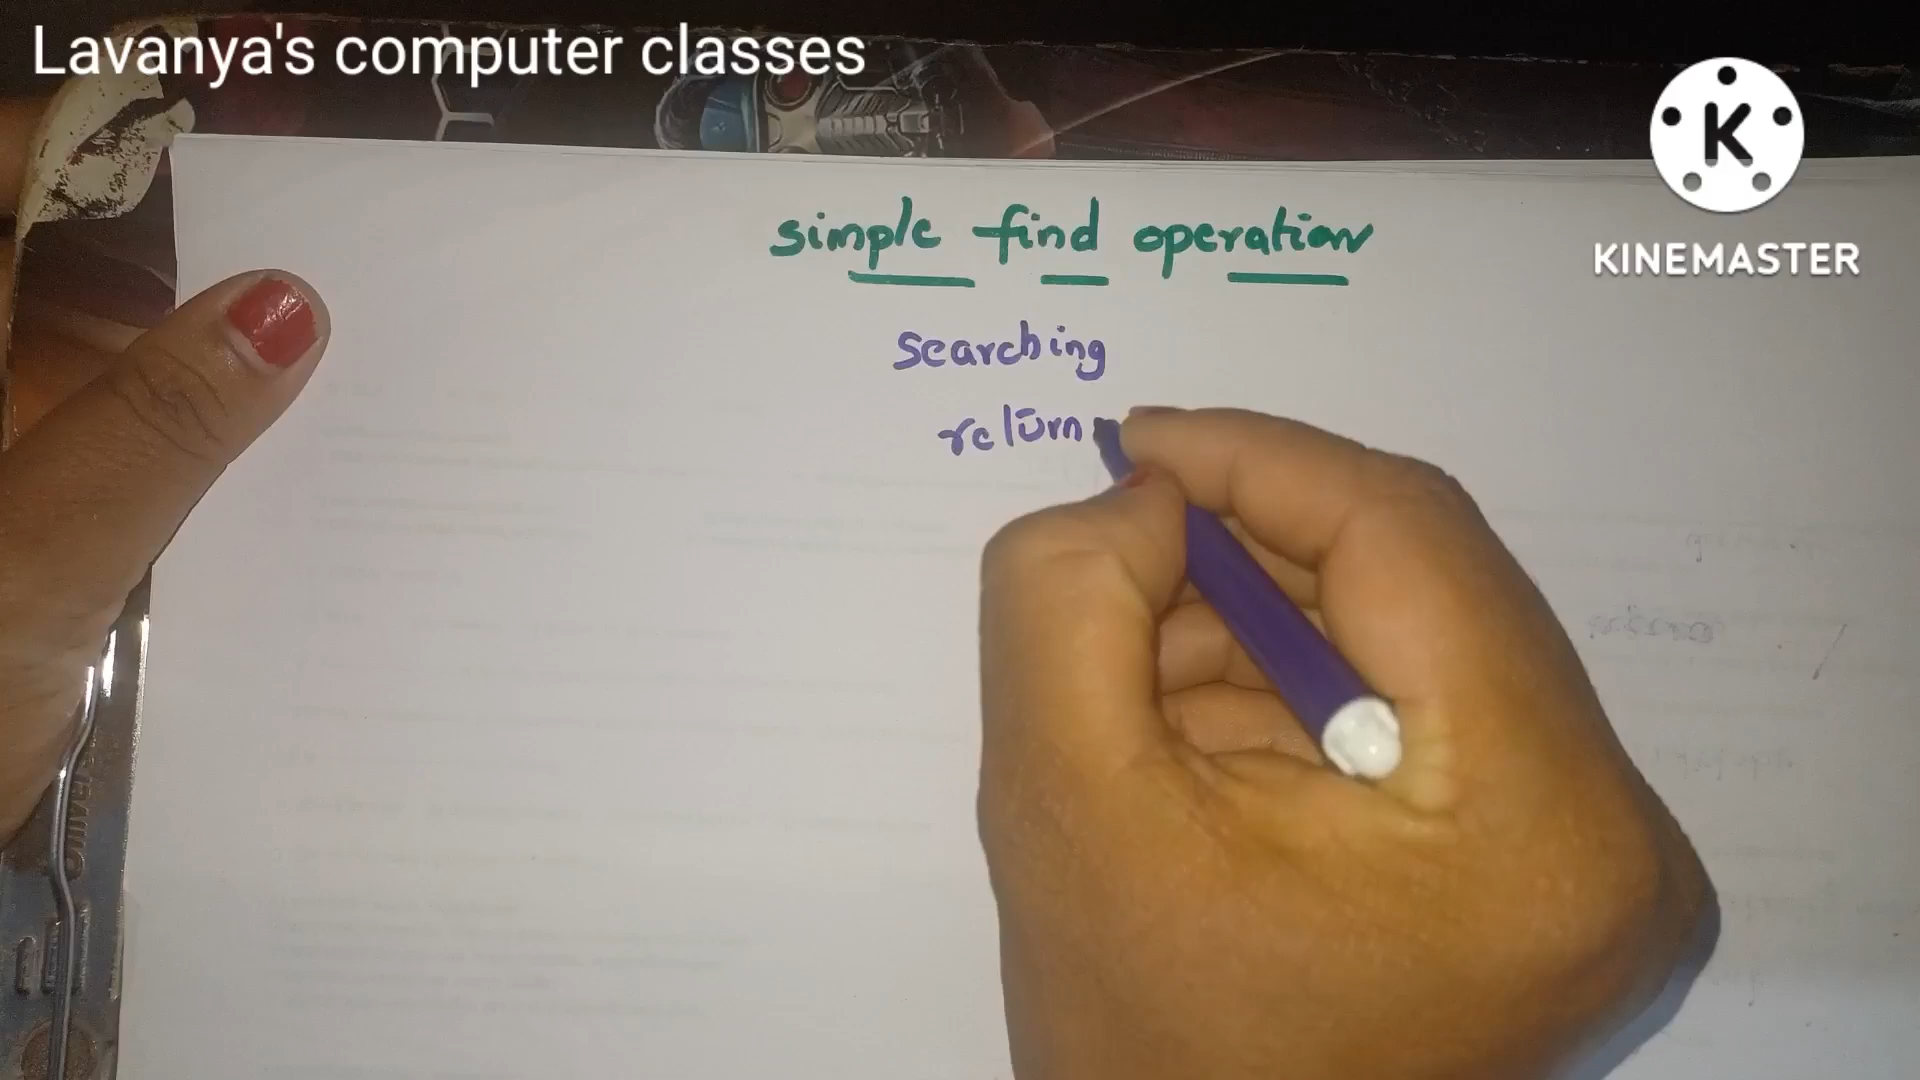 Lavanya's computer classes
K
KINEMASTER
simple find operation
searching
return